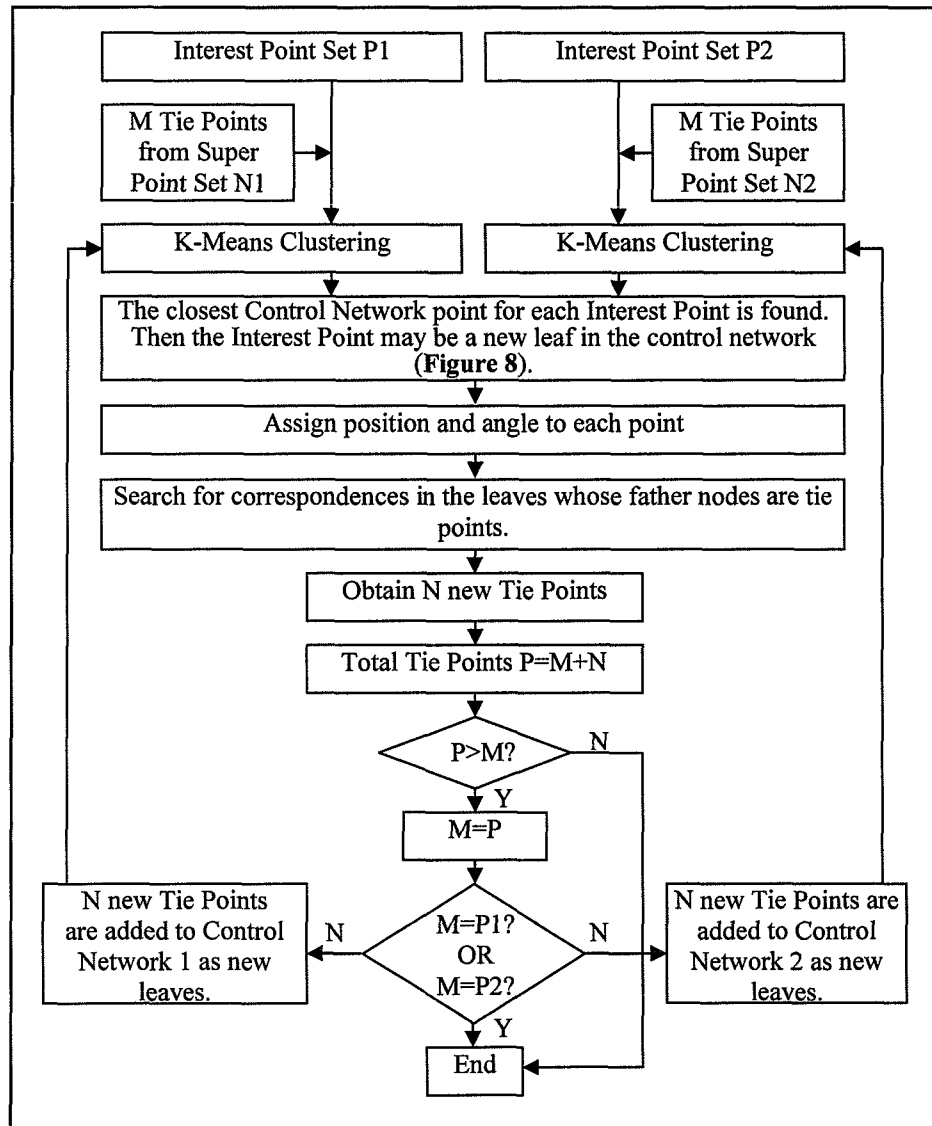 Interest Point Set P1
Interest Point Set P2
M Tie Points
from Super
Point Set N1
M Tie Points
from Super
Point Set N2
K-Means Clustering
K-Means Clustering
The closest Control Network point for each Interest Point is found.
Then the Interest Point may be a new leaf in the control network
(Figure 8).
Assign position and angle to each point
Search for correspondences in the leaves whose father nodes are tie
points.
Obtain N new Tie Points
Total Tie Points P=M+N
P>M?
N
Y
M=P
N new Tie Points
are added to Control
Network 1 as new
leaves.
N
M=P1?
OR
M=P2?
N
N new Tie Points are
added to Control
Network 2 as new
leaves.
Y
End